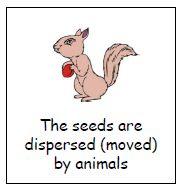 The seeds are
dispersed (moved)
by animals